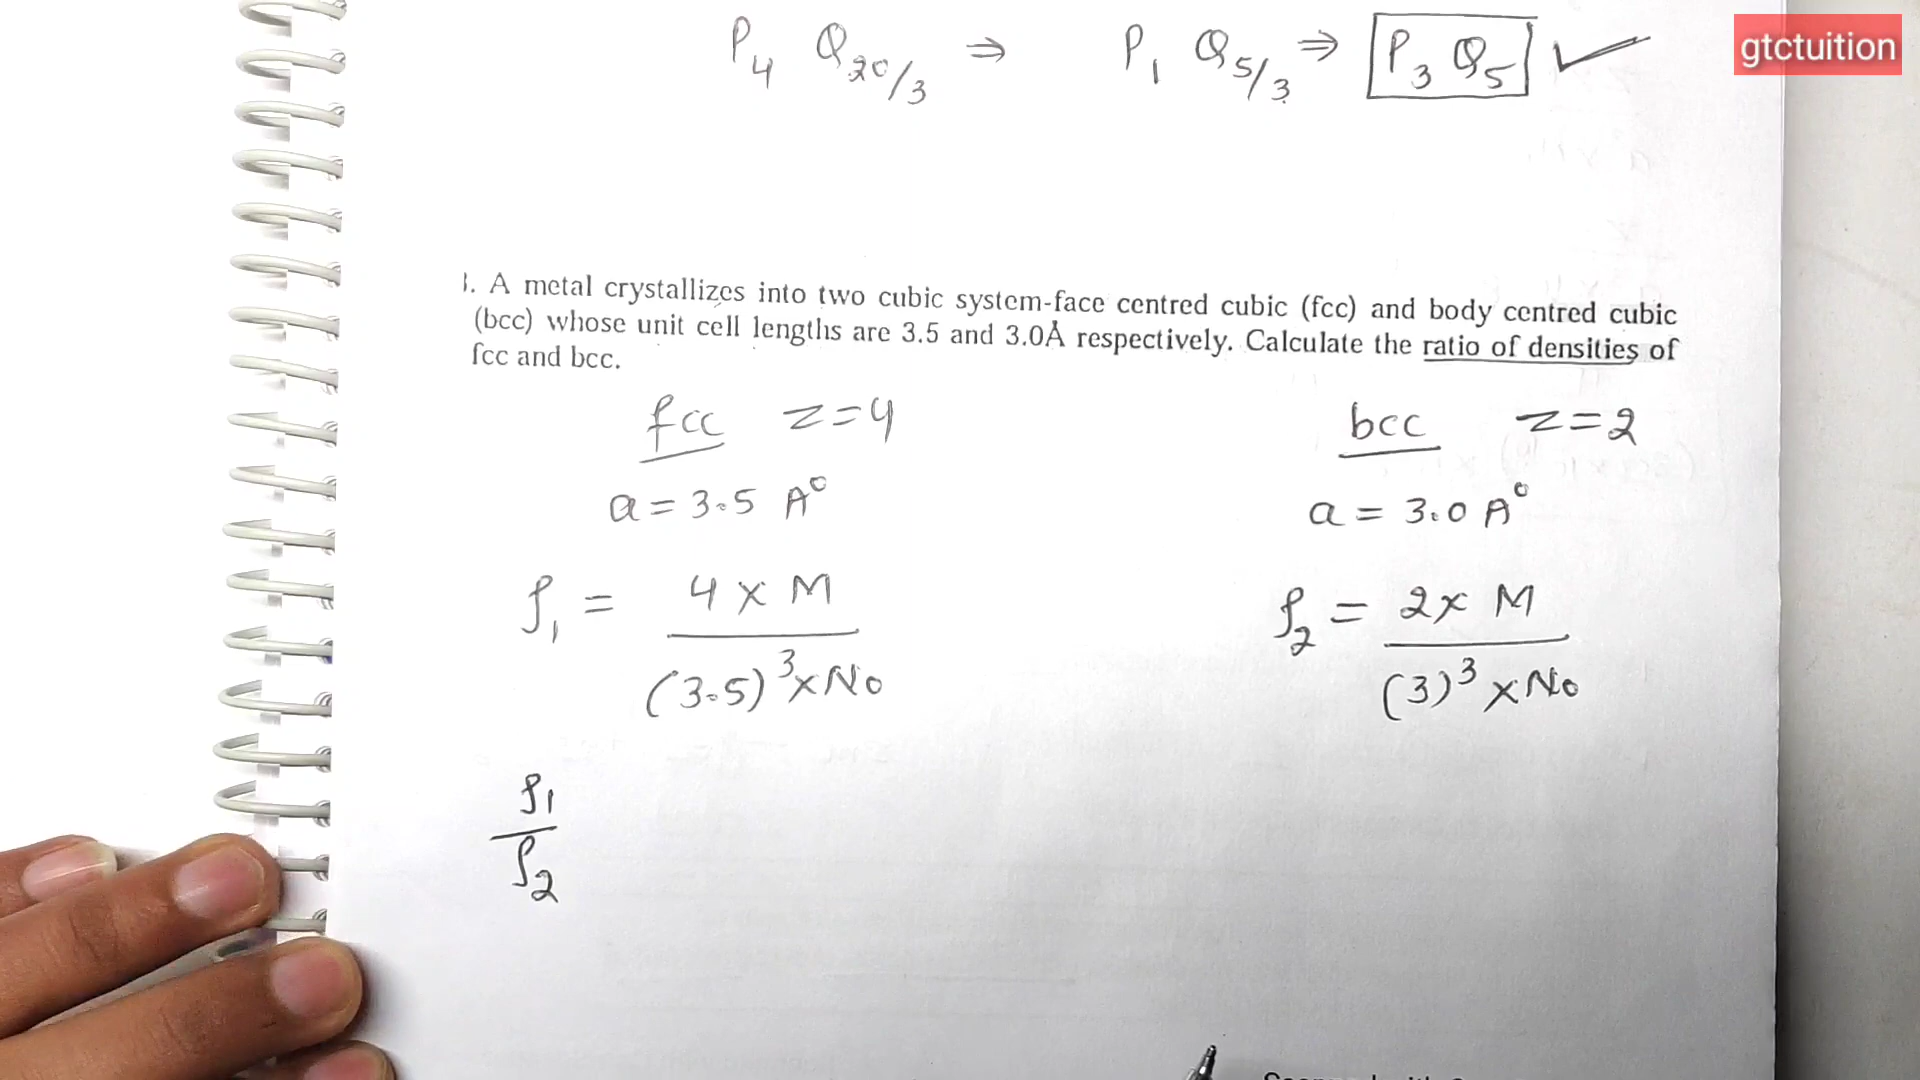 P4 Q20/3 ⇒ P1 Q5/3 ⇒ P3 Q5 ✓
gtctuition
1. A metal crystallizes into two cubic system-face centred cubic (fcc) and body centred cubic
(bcc) whose unit cell lengths are 3.5 and 3.0Å respectively. Calculate the ratio of densities of
fcc and bcc.
fcc z=4
bcc z=2
a = 3.5 A°
a = 3.0 A°
ρ1 = 4 x M
(3.5)³ x No
ρ2 = 2 x M
(3)³ x No
ρ1
ρ2